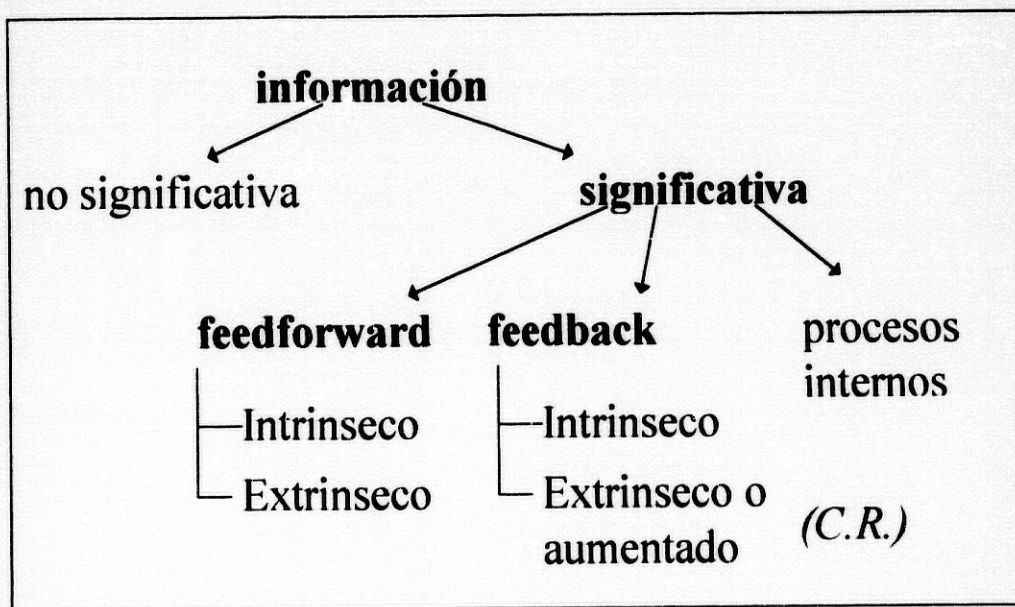 información
no significativa
significativa
feedforward
feedback
procesos
internos
Intrinseco
Extrinseco
Intrinseco
Extrinseco o
aumentado
(C.R.)